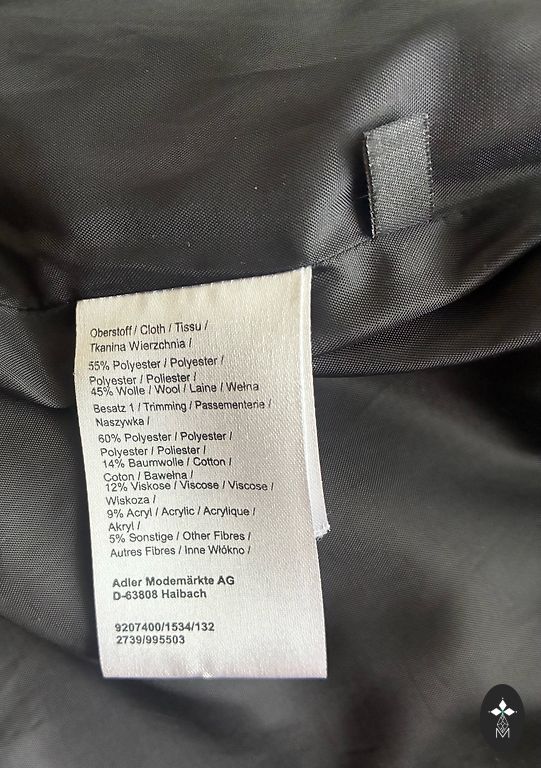 Oberstoff / Cloth / Tissu /
Tkanina Wierzchnia /
55% Polyester / Polyester /
Polyester / Poliester /
45% Wolle / Wool / Laine / Wełna
Besatz 1 / Trimming / Passementerie /
Naszywka /
60% Polyester / Polyester /
Polyester / Poliester /
14% Baumwolle / Cotton /
Coton / Bawełna /
12% Viskose / Viscose / Viscose /
Wiskoza /
9% Acryl / Acrylic / Acrylique /
Akryl /
5% Sonstige / Other Fibres /
Autres Fibres / Inne Włókno /
Adler Modemärkte AG
D-63808 Haibach
9207400/1534/132
2739/995503
M